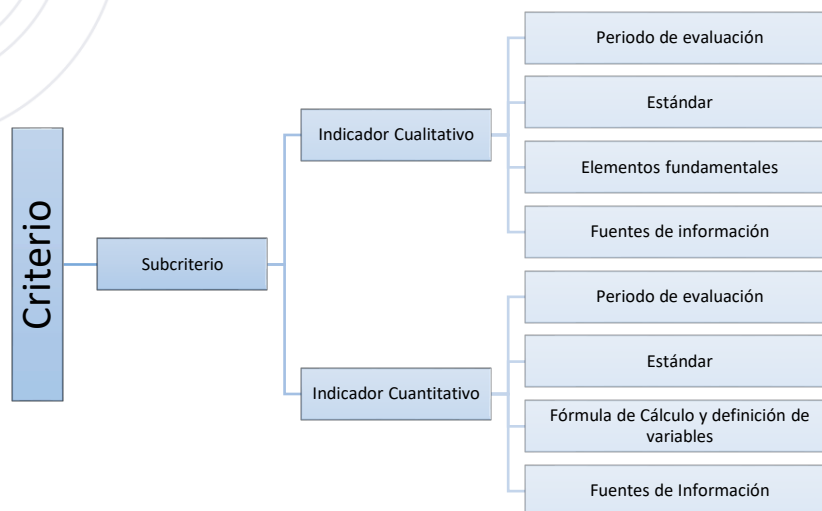 Criterio
Subcriterio
Indicador Cualitativo
Periodo de evaluación
Estándar
Elementos fundamentales
Fuentes de información
Indicador Cuantitativo
Periodo de evaluación
Estándar
Fórmula de Cálculo y definición de
variables
Fuentes de Información